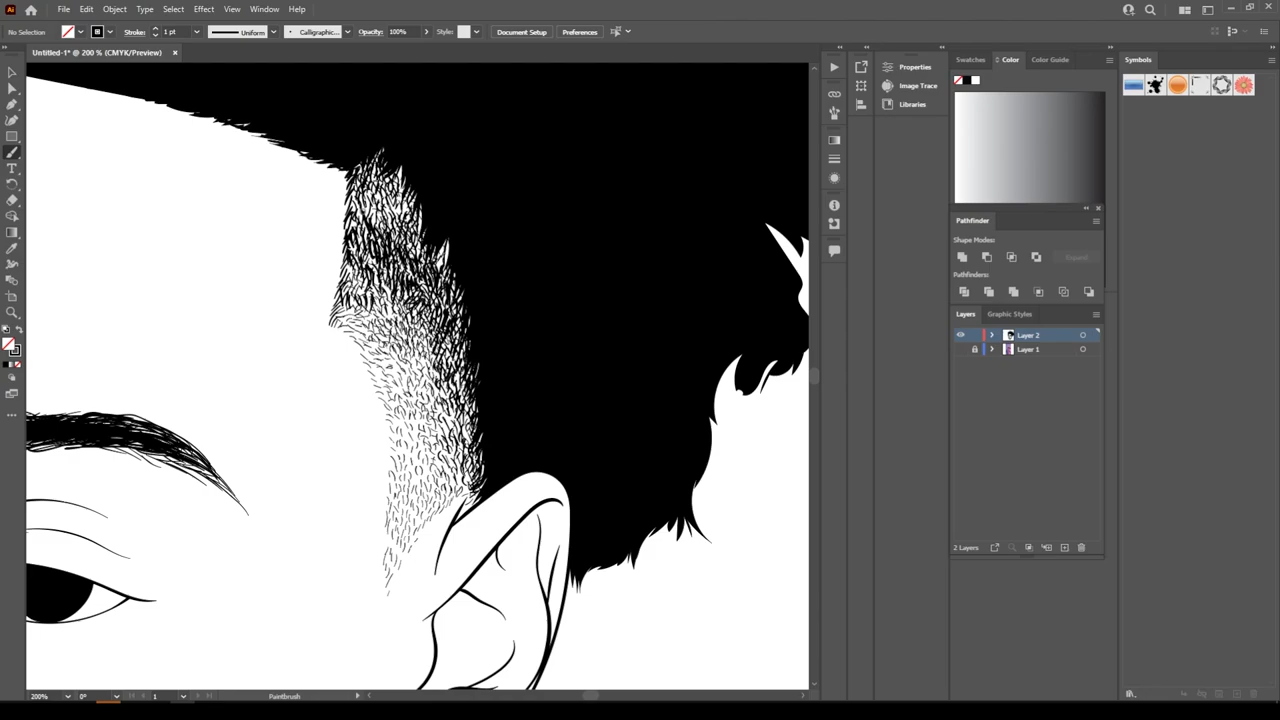 Ai File Edit Object Type Select Effect View Window Help
No Selection Stroke: 1 pt Uniform Calligraphic... Opacity: 100% Style: Document Setup Preferences
Untitled-1* @ 200 % (CMYK/Preview)
Properties
Image Trace
Libraries
Swatches Color Color Guide
Symbols
Pathfinder
Shape Modes:
Expand
Pathfinders:
Layers Graphic Styles
Layer 2
Layer 1
2 Layers
200% 0° 1 Paintbrush